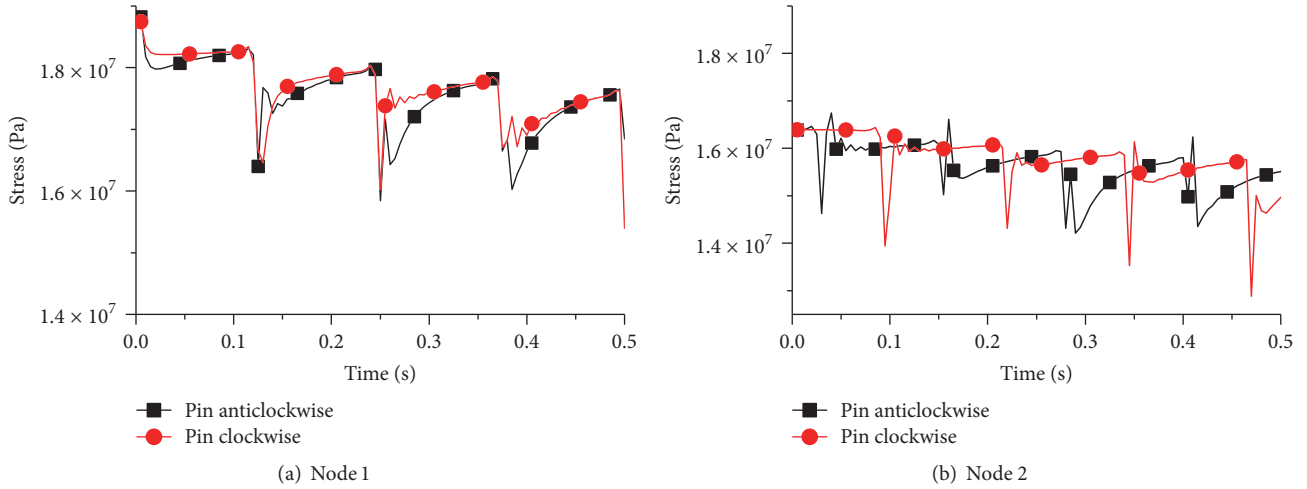 1.8 × 10⁷
1.6 × 10⁷
1.4 × 10⁷
Stress (Pa)
0.0 0.1 0.2 0.3 0.4 0.5
Time (s)
Pin anticlockwise
Pin clockwise
(a) Node 1
1.8 × 10⁷
1.6 × 10⁷
1.4 × 10⁷
Stress (Pa)
0.0 0.1 0.2 0.3 0.4 0.5
Time (s)
Pin anticlockwise
Pin clockwise
(b) Node 2